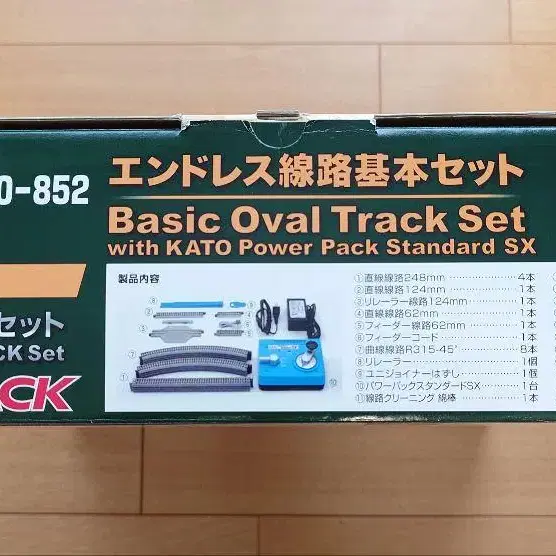 0-852
エンドレス線路基本セット
Basic Oval Track Set
with KATO Power Pack Standard SX
セット
CK Set
ACK
製品内容
①直線線路248mm 4本
②直線線路124mm 1本
③リレーラー線路124mm 1本
④直線線路62mm 1本
⑤フィーダー線路62mm 1本
⑥フィーダーコード 1本
⑦曲線線路R315-45° 8本
⑧リレーラー 1個
⑨ユニジョイナーはずし 1個
⑩パワーパックスタンダードSX 1台
⑪線路クリーニング 綿棒 1本